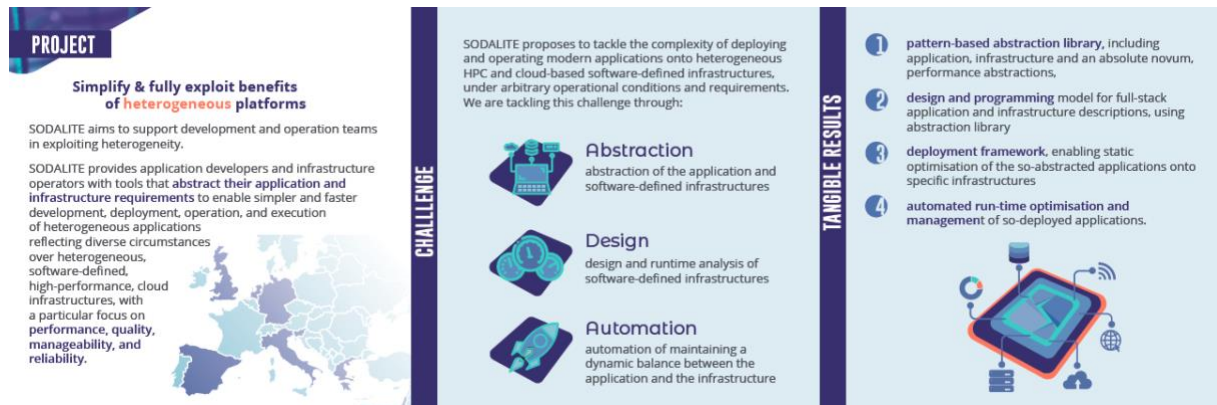 PROJECT
Simplify & fully exploit benefits
of heterogeneous platforms
SODALITE aims to support development and operation teams
in exploiting heterogeneity.
SODALITE provides application developers and infrastructure
operators with tools that abstract their application and
infrastructure requirements to enable simpler and faster
development, deployment, operation, and execution
of heterogeneous applications
reflecting diverse circumstances
over heterogeneous,
software-defined,
high-performance, cloud
infrastructures, with
a particular focus on
performance, quality,
manageability, and
reliability.
CHALLLENGE
SODALITE proposes to tackle the complexity of deploying
and operating modern applications onto heterogeneous
HPC and cloud-based software-defined infrastructures,
under arbitrary operational conditions and requirements.
We are tackling this challenge through:
Abstraction
abstraction of the application and
software-defined infrastructures
Design
design and runtime analysis of
software-defined infrastructures
Automation
automation of maintaining a
dynamic balance between the
application and the infrastructure
TANGIBLE RESULTS
1 pattern-based abstraction library, including
application, infrastructure and an absolute novum,
performance abstractions,
2 design and programming model for full-stack
application and infrastructure descriptions, using
abstraction library
3 deployment framework, enabling static
optimisation of the so-abstracted applications onto
specific infrastructures
4 automated run-time optimisation and
management of so-deployed applications.